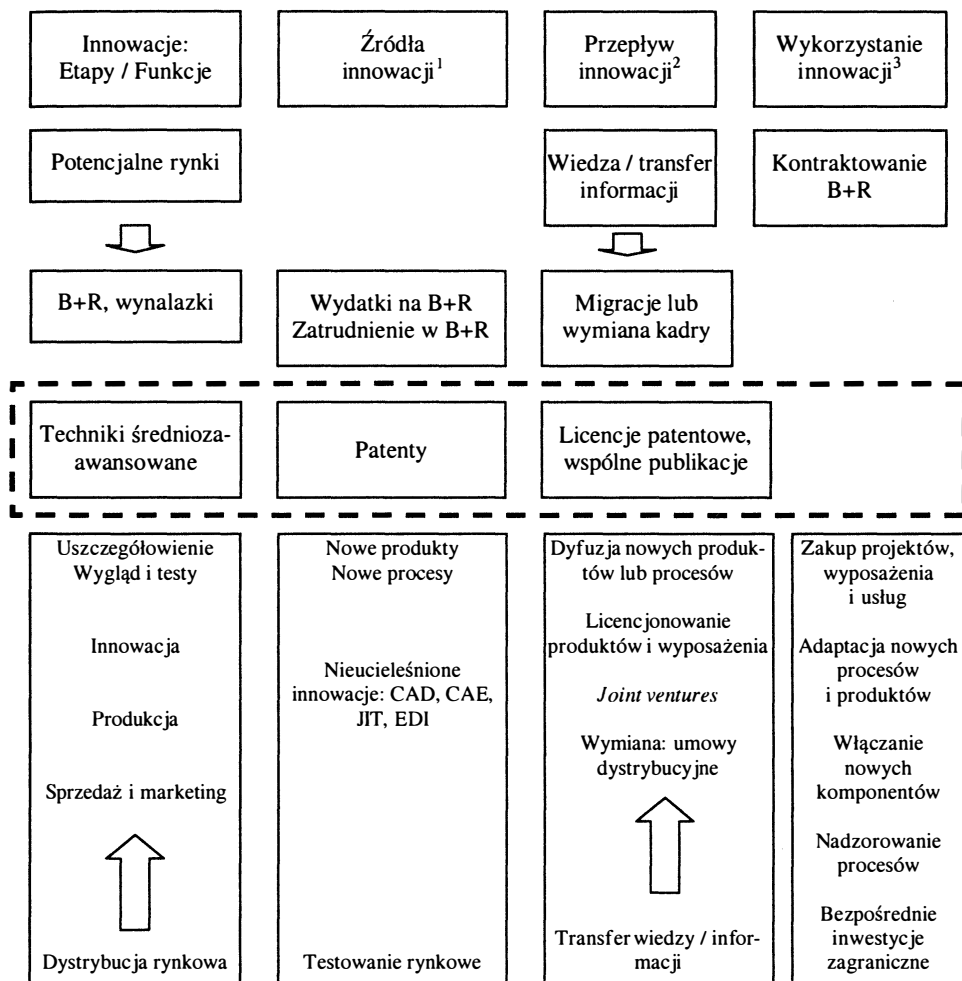 Innowacje:
Etapy / Funkcje
Źródła
innowacji¹
Przepływ
innowacji²
Wykorzystanie
innowacji³
Potencjalne rynki
Wiedza / transfer
informacji
Kontraktowanie
B+R
B+R, wynalazki
Wydatki na B+R
Zatrudnienie w B+R
Migracje lub
wymiana kadry
Techniki średnioza-
awansowane
Patenty
Licencje patentowe,
wspólne publikacje
Uszczegółowienie
Wygląd i testy
Innowacja
Produkcja
Sprzedaż i marketing
Dystrybucja rynkowa
Nowe produkty
Nowe procesy
Nieucieleśnione
innowacje: CAD, CAE,
JIT, EDI
Testowanie rynkowe
Dyfuzja nowych produk-
tów lub procesów
Licencjonowanie
produktów i wyposażenia
Joint ventures
Wymiana: umowy
dystrybucyjne
Transfer wiedzy / infor-
macji
Zakup projektów,
wyposażenia
i usług
Adaptacja nowych
procesów
i produktów
Włączanie
nowych
komponentów
Nadzorowanie
procesów
Bezpośrednie
inwestycje
zagraniczne